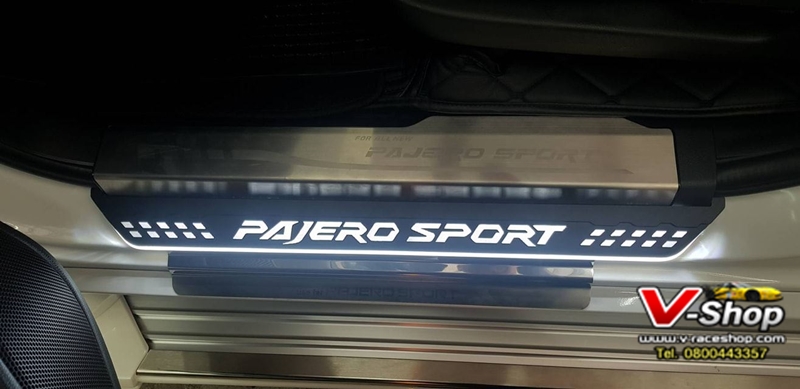 PAJERO SPORT
PAJERO SPORT
PAJERO SPORT
V-Shop
www.v-raceshop.com
Tel. 0800443357